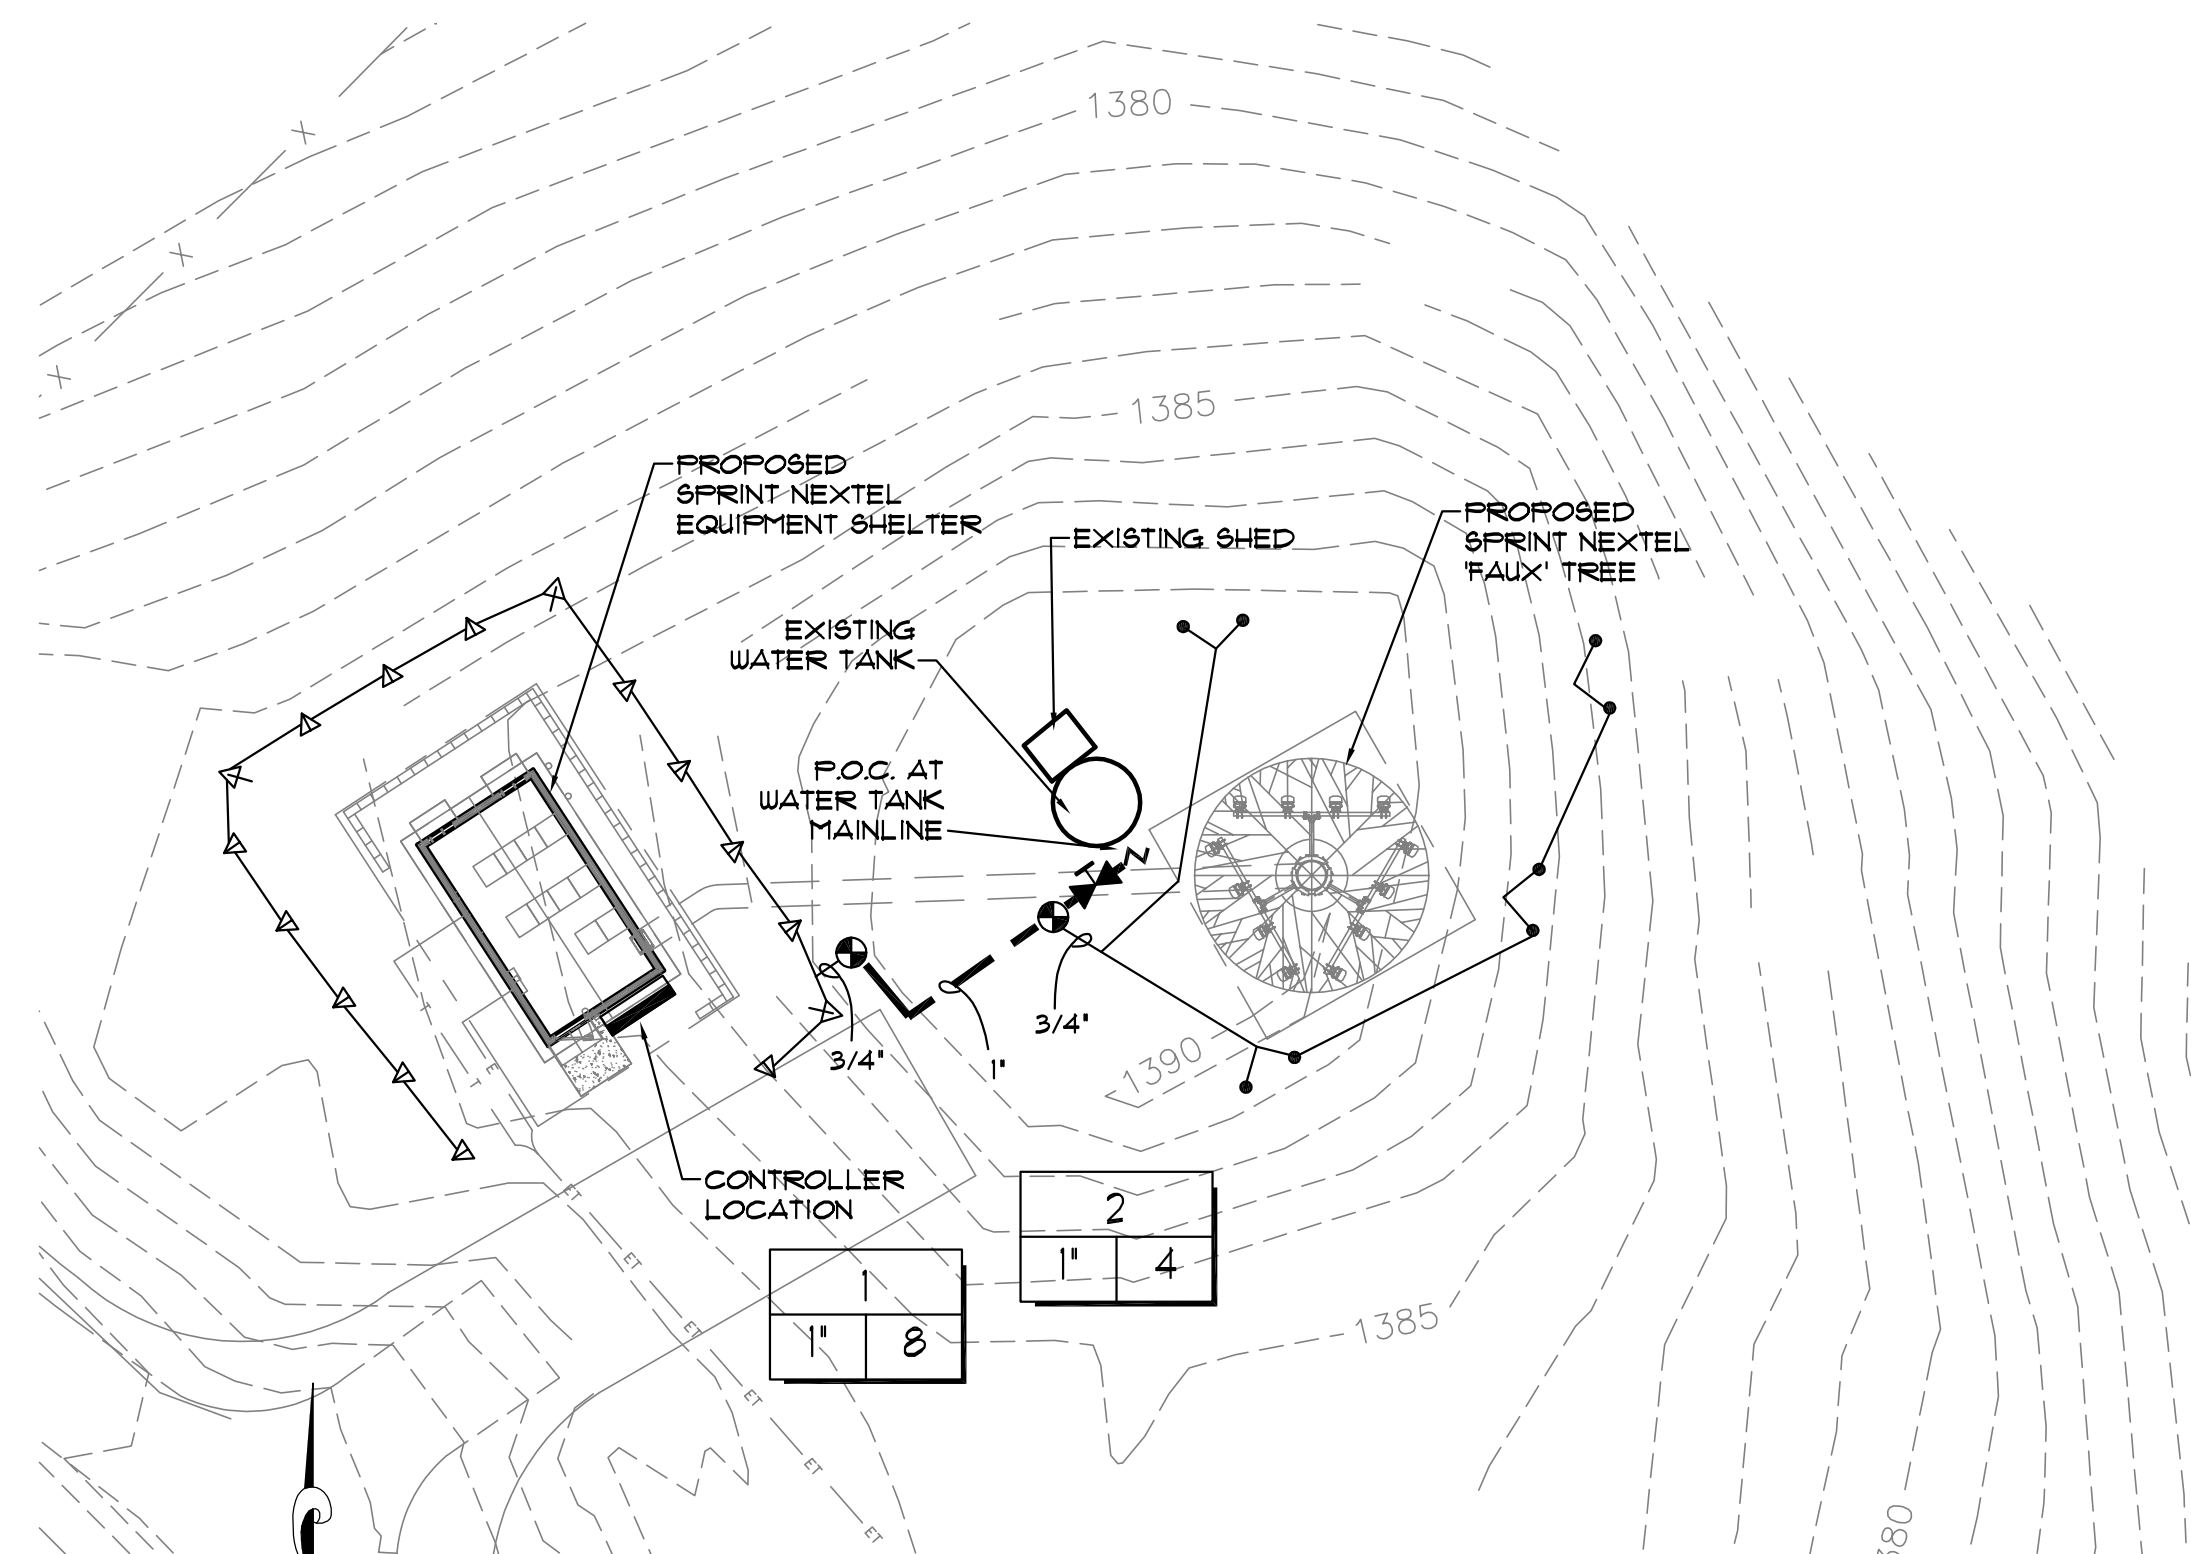 1380
1385
PROPOSED
SPRINT NEXTEL
EQUIPMENT SHELTER
EXISTING SHED
PROPOSED
SPRINT NEXTEL
'FAUX' TREE
EXISTING
WATER TANK
P.O.C. AT
WATER TANK
MAINLINE
3/4"
1"
3/4"
1390
CONTROLLER
LOCATION
2
1" 4
1
1" 8
1385
T
E
T
ET
ET
ET
ET
ET
ET